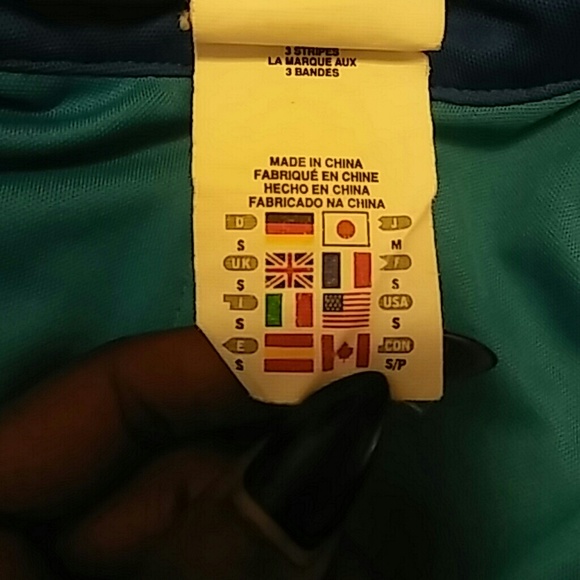 3 STRIPES
LA MARQUE AUX
3 BANDES
MADE IN CHINA
FABRIQUÉ EN CHINE
HECHO EN CHINA
FABRICADO NA CHINA
D J
S M
UK F
S S
I USA
S S
E CDN
S S/P